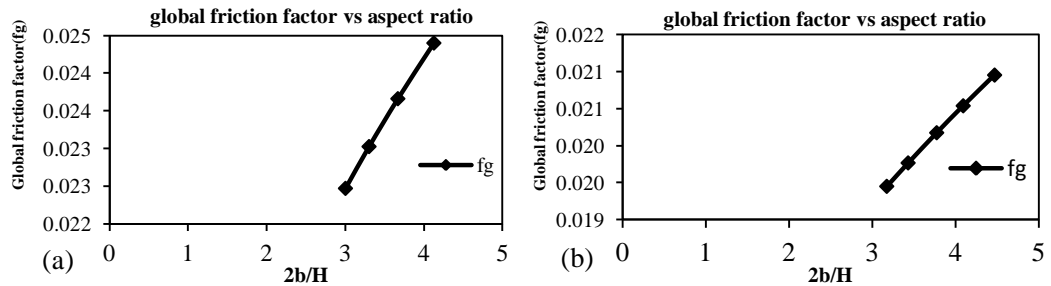 global friction factor vs aspect ratio
Global friction factor(fg)
0.025
0.024
0.024
0.023
0.023
0.022
fg
0 1 2 3 4 5
(a)
2b/H
global friction factor vs aspect ratio
Global friction factor(fg)
0.022
0.021
0.021
0.020
0.020
0.019
fg
0 1 2 3 4 5
(b)
2b/H